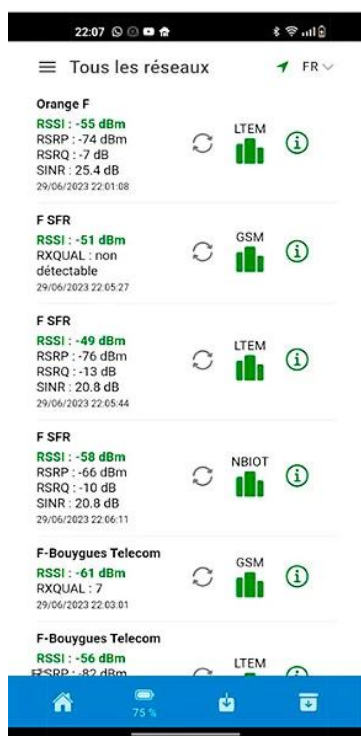 22:07
Tous les réseaux FR
Orange F
RSSI : -55 dBm
RSRP : -74 dBm
RSRQ : -7 dB
SINR : 25.4 dB
29/06/2023 22:01:08
LTEM
F SFR
RSSI : -51 dBm
RXQUAL : non
détectable
29/06/2023 22:05:27
GSM
F SFR
RSSI : -49 dBm
RSRP : -76 dBm
RSRQ : -13 dB
SINR : 20.8 dB
29/06/2023 22:05:44
LTEM
F SFR
RSSI : -58 dBm
RSRP : -66 dBm
RSRQ : -10 dB
SINR : 20.8 dB
29/06/2023 22:06:11
NBIOT
F-Bouygues Telecom
RSSI : -61 dBm
RXQUAL : 7
29/06/2023 22:03:01
GSM
F-Bouygues Telecom
RSSI : -56 dBm
RSRP : -82 dBm
LTEM
75 %